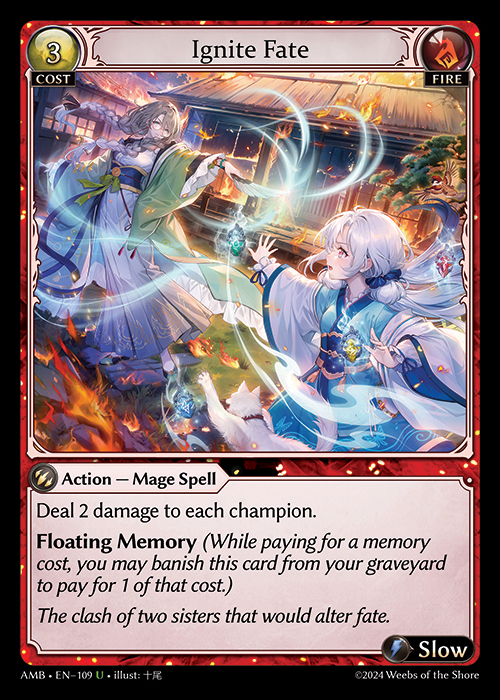 3
COST
Ignite Fate
FIRE
Action — Mage Spell
Deal 2 damage to each champion.
Floating Memory (While paying for a memory
cost, you may banish this card from your graveyard
to pay for 1 of that cost.)
The clash of two sisters that would alter fate.
Slow
AMB • EN–109 U • illust: 十尾
©2024 Weebs of the Shore